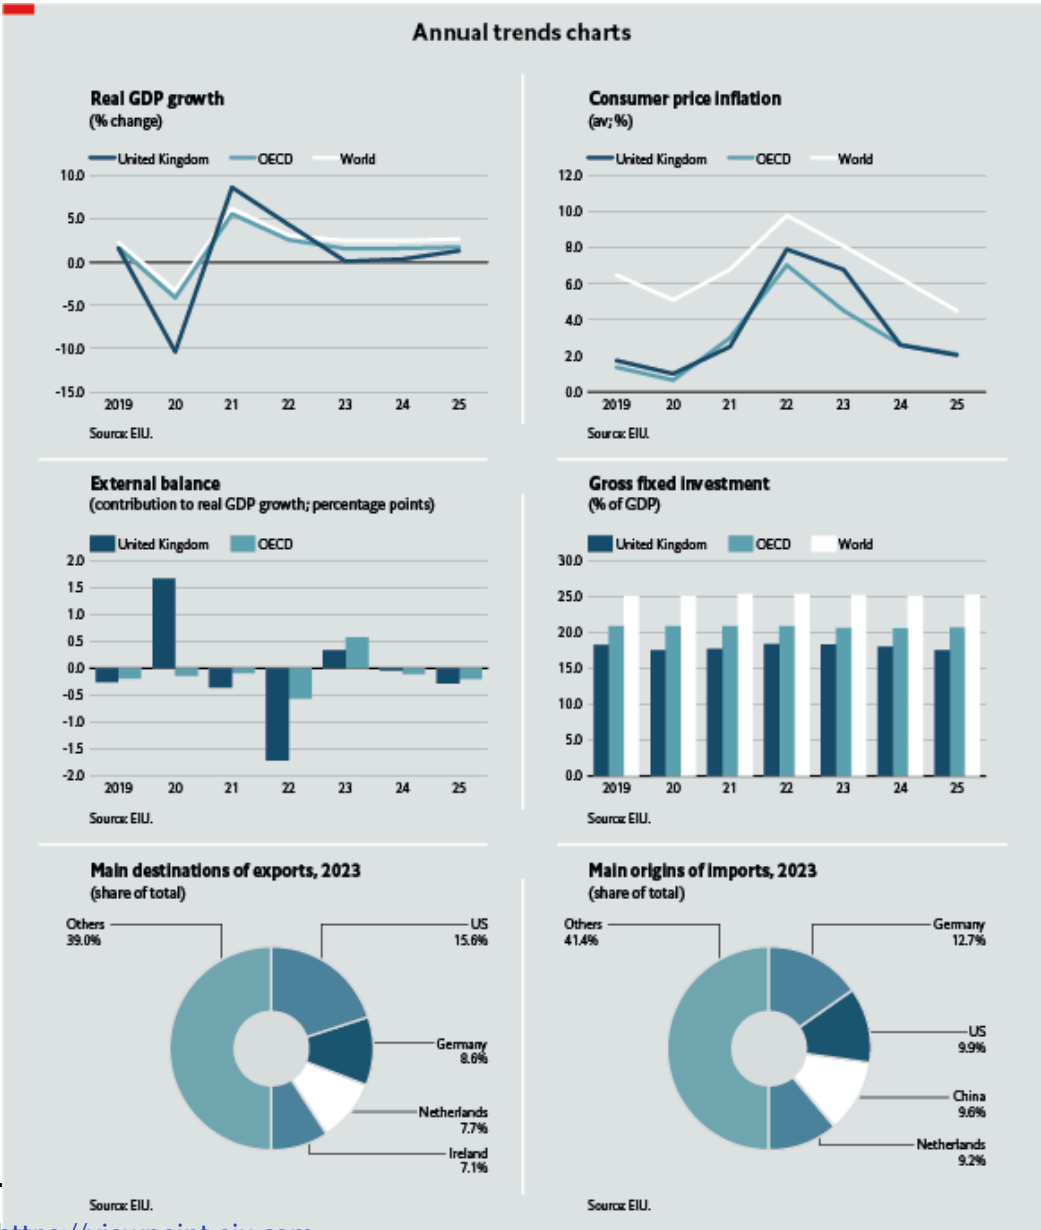 Annual trends charts
Real GDP growth
(% change)
United Kingdom OECD World
10.0
5.0
0.0
-5.0
-10.0
-15.0
2019 20 21 22 23 24 25
Source: EIU.
Consumer price inflation
(av; %)
United Kingdom OECD World
12.0
10.0
8.0
6.0
4.0
2.0
0.0
2019 20 21 22 23 24 25
Source: EIU.
External balance
(contribution to real GDP growth; percentage points)
United Kingdom OECD
2.0
1.5
1.0
0.5
0.0
-0.5
-1.0
-1.5
-2.0
2019 20 21 22 23 24 25
Source: EIU.
Gross fixed investment
(% of GDP)
United Kingdom OECD World
30.0
25.0
20.0
15.0
10.0
5.0
0.0
2019 20 21 22 23 24 25
Source: EIU.
Main destinations of exports, 2023
(share of total)
Others
39.0%
US
15.6%
Germany
8.6%
Netherlands
7.7%
Ireland
7.1%
Source: EIU.
Main origins of imports, 2023
(share of total)
Others
41.4%
Germany
12.7%
US
9.9%
China
9.6%
Netherlands
9.2%
Source: EIU.